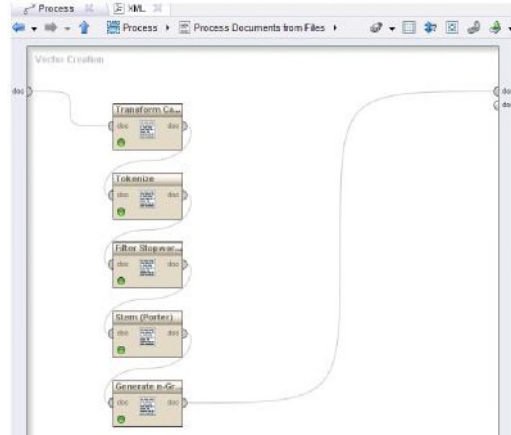 Process XML
Process Process Documents from Files
Vector Creation
doc doc
doc
Transform Ca...
doc doc
Tokenize
doc doc
Filter Stopwor...
doc doc
Stem (Porter)
doc doc
Generate n-Gr...
doc doc